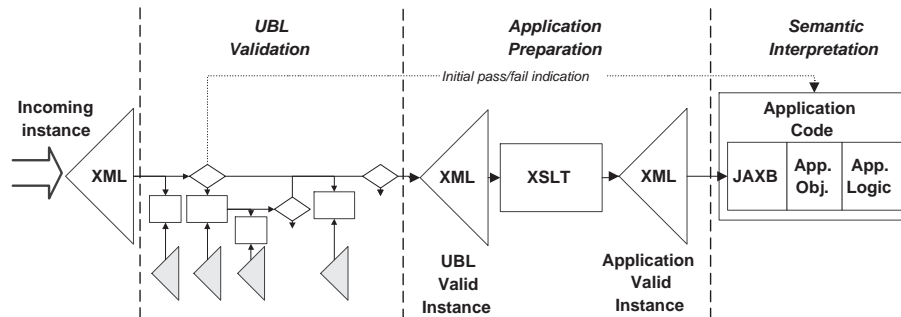 UBL
Validation
Application
Preparation
Semantic
Interpretation
Initial pass/fail indication
Incoming
instance
XML
XML
XSLT
XML
Application
Code
JAXB
App.
Obj.
App.
Logic
UBL
Valid
Instance
Application
Valid
Instance